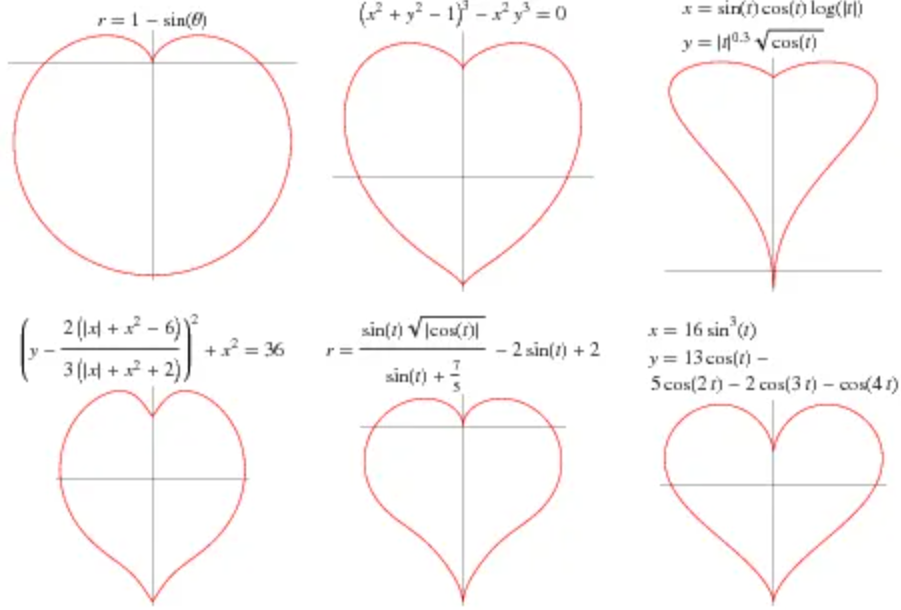 r = 1 − sin(θ)
(x² + y² − 1)³ − x² y³ = 0
x = sin(t) cos(t) log(|t|)
y = |t|^0.3 √cos(t)
(y − 2(|x| + x² − 6) / 3(|x| + x² + 2))² + x² = 36
r = sin(t) √|cos(t)| / (sin(t) + 7/5) − 2 sin(t) + 2
x = 16 sin³(t)
y = 13 cos(t) −
5 cos(2 t) − 2 cos(3 t) − cos(4 t)